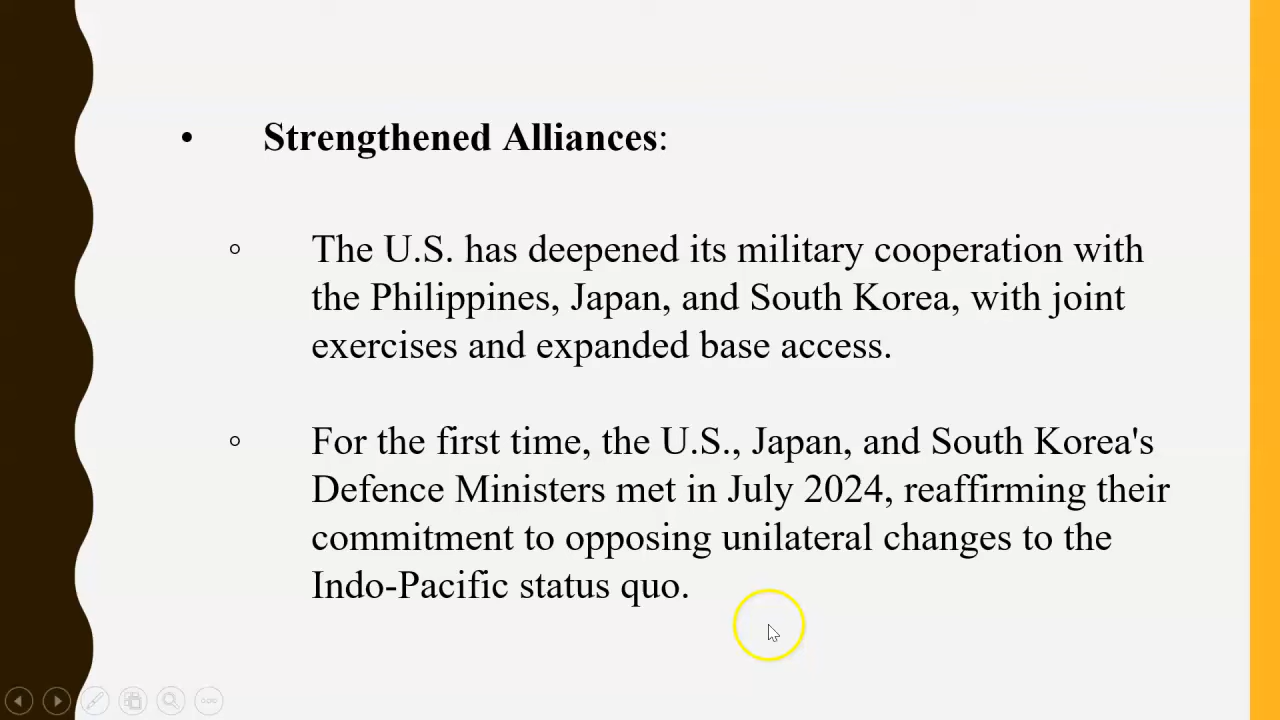 • Strengthened Alliances:
◦ The U.S. has deepened its military cooperation with
the Philippines, Japan, and South Korea, with joint
exercises and expanded base access.
◦ For the first time, the U.S., Japan, and South Korea's
Defence Ministers met in July 2024, reaffirming their
commitment to opposing unilateral changes to the
Indo-Pacific status quo.